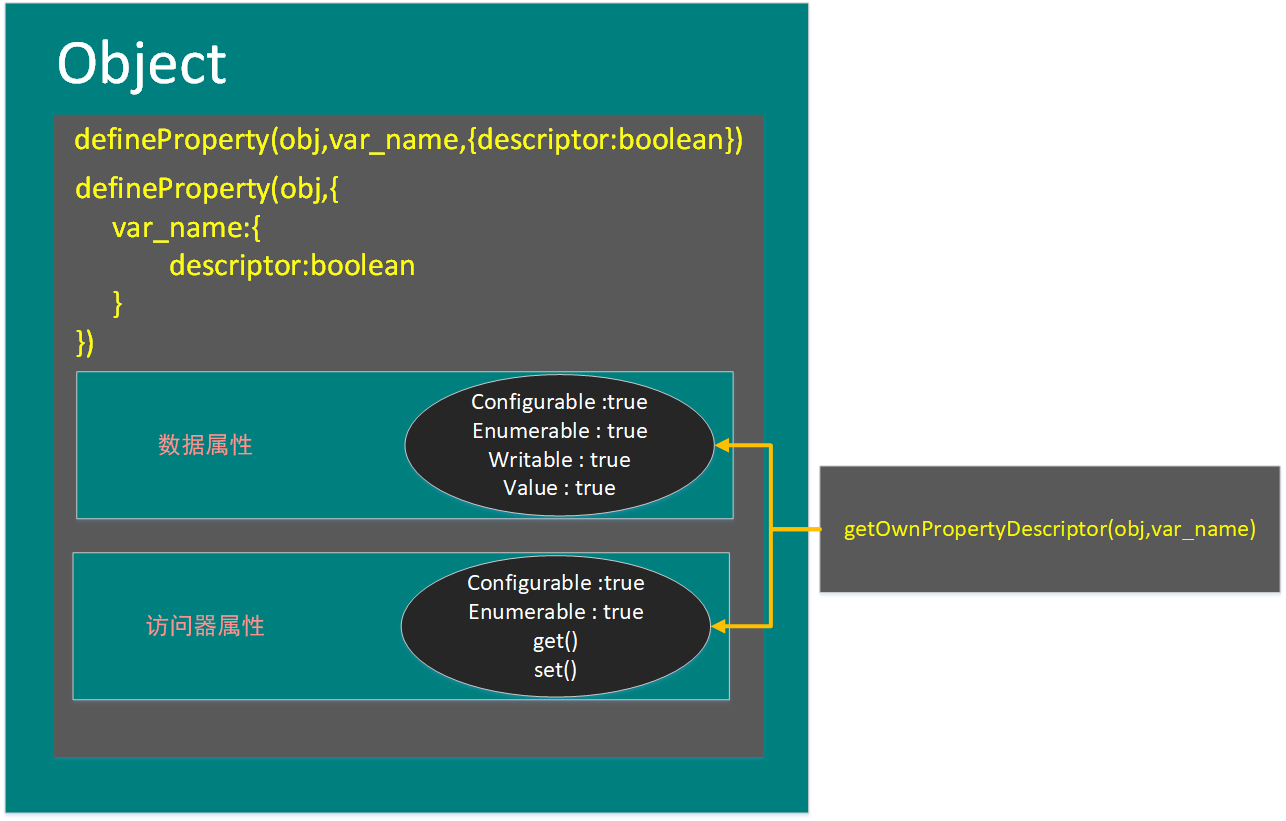 Object
defineProperty(obj,var_name,{descriptor:boolean})
defineProperty(obj,{
var_name:{
descriptor:boolean
}
})
数据属性
Configurable :true
Enumerable : true
Writable : true
Value : true
getOwnPropertyDescriptor(obj,var_name)
访问器属性
Configurable :true
Enumerable : true
get()
set()